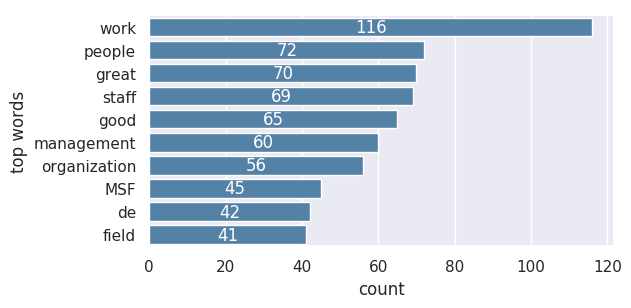 work 116
people 72
great 70
staff 69
good 65
management 60
organization 56
MSF 45
de 42
field 41
top words
0 20 40 60 80 100 120
count